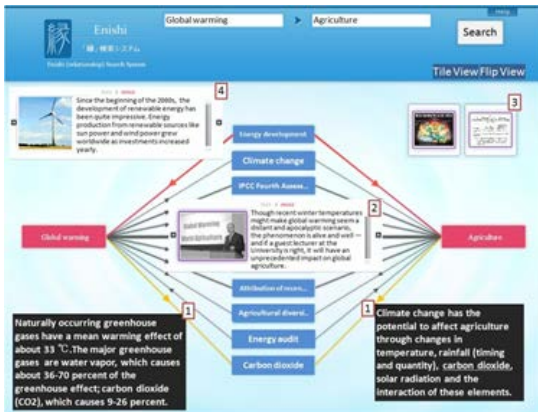 Global warming
Agriculture
Search
縁
Enishi
「縁」検索システム
Enishi (relationship) Search System
Tile View Flip View
4
3
Since the beginning of the 2000s, the
development of renewable energy has
been quite impressive. Energy
production from renewable sources like
sun power and wind power grew
worldwide as investments increased
yearly.
Energy development
Climate change
IPCC Fourth Assess...
2
Global warming
Though recent winter temperatures
might make global warming seem a
distant and apocalyptic scenario,
the phenomenon is alive and well —
and if a guest lecturer at the
University is right, it will have an
unprecedented impact on global
agriculture.
Global Warming
Agriculture
Attribution of recen...
Agricultural diversi...
Energy audit
Carbon dioxide
1
Naturally occurring greenhouse
gases have a mean warming effect of
about 33 ℃.The major greenhouse
gases are water vapor, which causes
about 36-70 percent of the
greenhouse effect; carbon dioxide
(CO2), which causes 9-26 percent.
1
Climate change has the
potential to affect agriculture
through changes in
temperature, rainfall (timing
and quantity), carbon dioxide,
solar radiation and the
interaction of these elements.